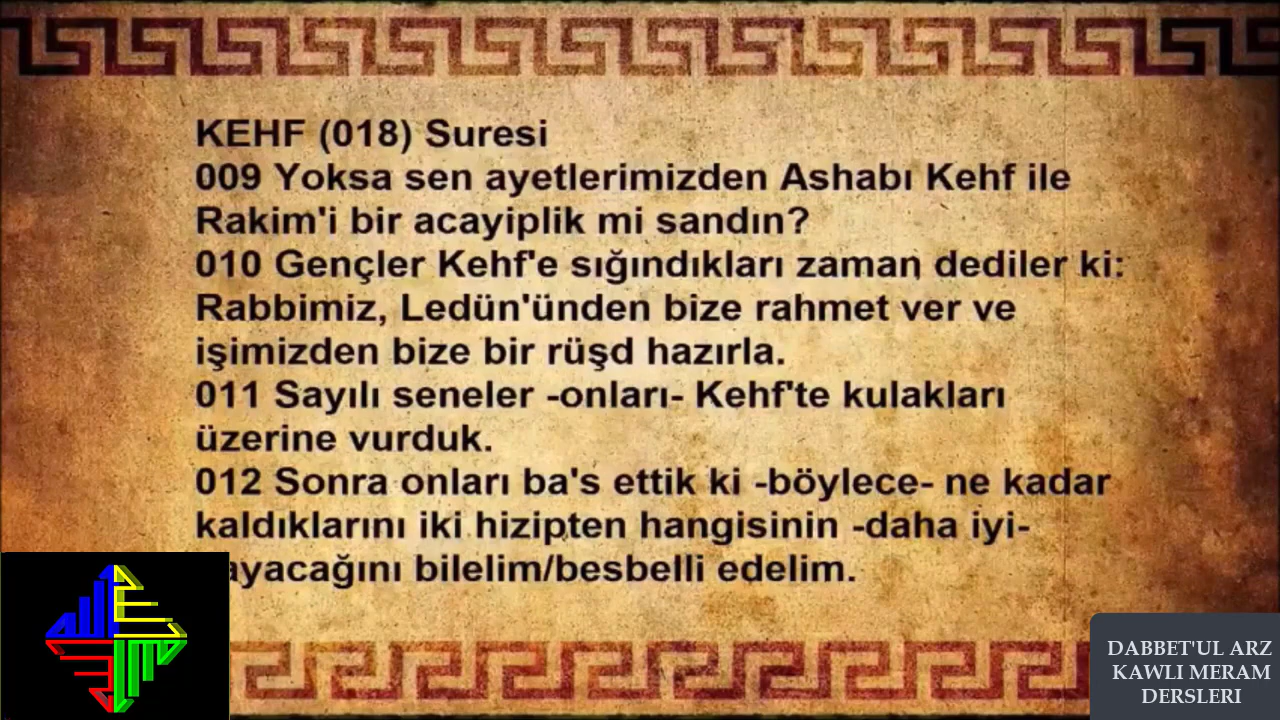 KEHF (018) Suresi
009 Yoksa sen ayetlerimizden Ashabı Kehf ile
Rakim'i bir acayiplik mi sandın?
010 Gençler Kehf'e sığındıkları zaman dediler ki:
Rabbimiz, Ledün'ünden bize rahmet ver ve
işimizden bize bir rüşd hazırla.
011 Sayılı seneler -onları- Kehf'te kulakları
üzerine vurduk.
012 Sonra onları ba's ettik ki -böylece- ne kadar
kaldıklarını iki hizipten hangisinin -daha iyi-
ayacağını bilelim/besbelli edelim.
DABBET'UL ARZ
KAWLI MERAM
DERSLERI